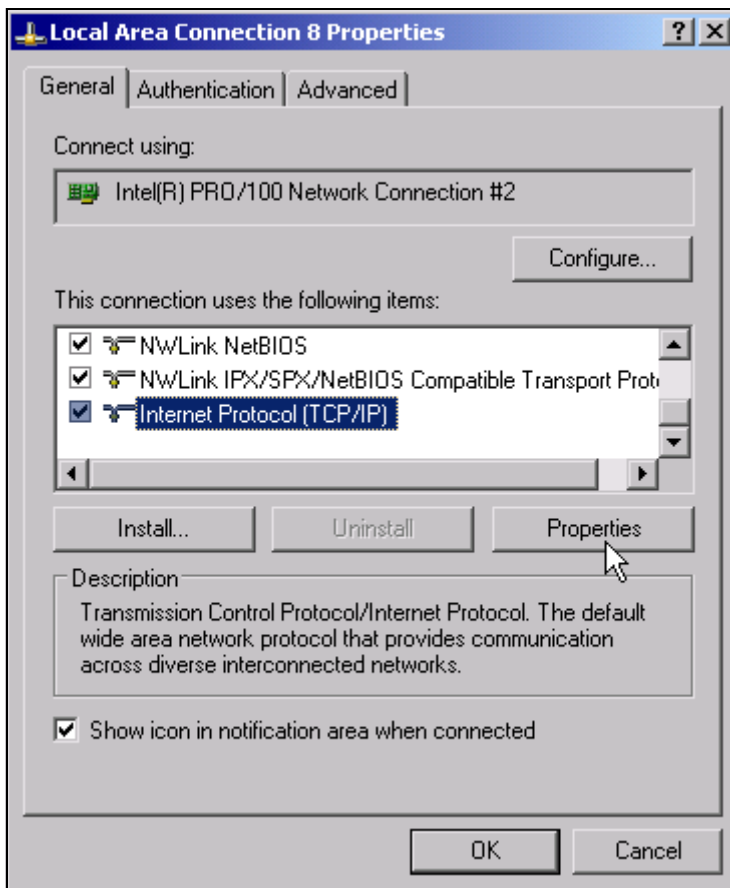 Local Area Connection 8 Properties
General Authentication Advanced
Connect using:
Intel(R) PRO/100 Network Connection #2
Configure...
This connection uses the following items:
NWLink NetBIOS
NWLink IPX/SPX/NetBIOS Compatible Transport Proto
Internet Protocol (TCP/IP)
Install... Uninstall Properties
Description
Transmission Control Protocol/Internet Protocol. The default
wide area network protocol that provides communication
across diverse interconnected networks.
Show icon in notification area when connected
OK Cancel